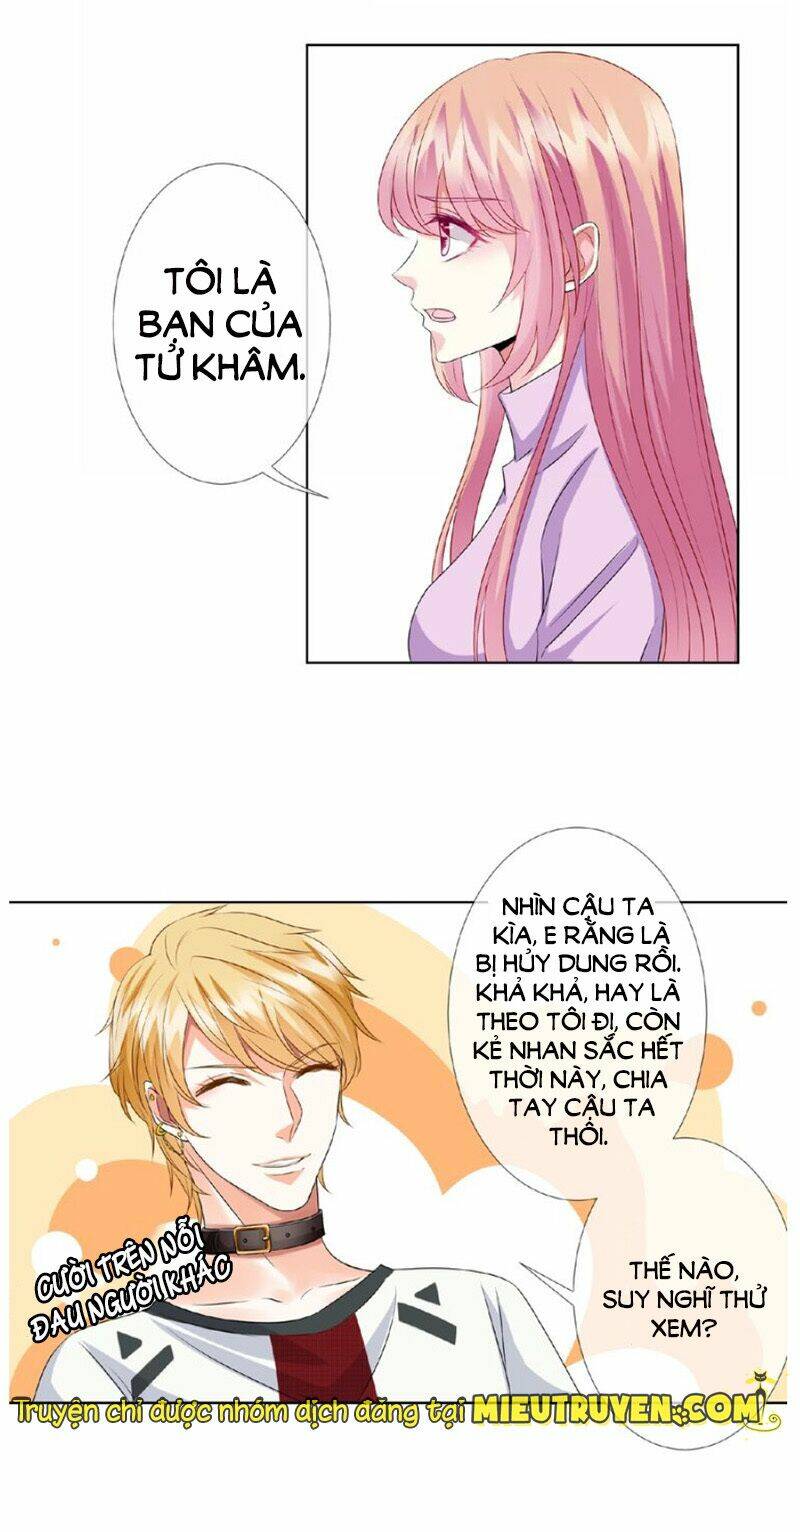 TÔI LÀ
BẠN CỦA
TỬ KHÂM.
NHÌN CẬU TA
KÌA, E RẰNG LÀ
BỊ HỦY DUNG RỒI.
KHẢ KHẢ, HAY LÀ
THEO TÔI ĐI, CÒN
KẺ NHAN SẮC HẾT
THỜI NÀY, CHIA
TAY CẬU TA
THÔI.
CƯỜI TRÊN NỖI
ĐAU NGƯỜI KHÁC
THẾ NÀO,
SUY NGHĨ THỬ
XEM?
Truyện chỉ được nhóm dịch đăng tại MIEUTRUYEN.COM